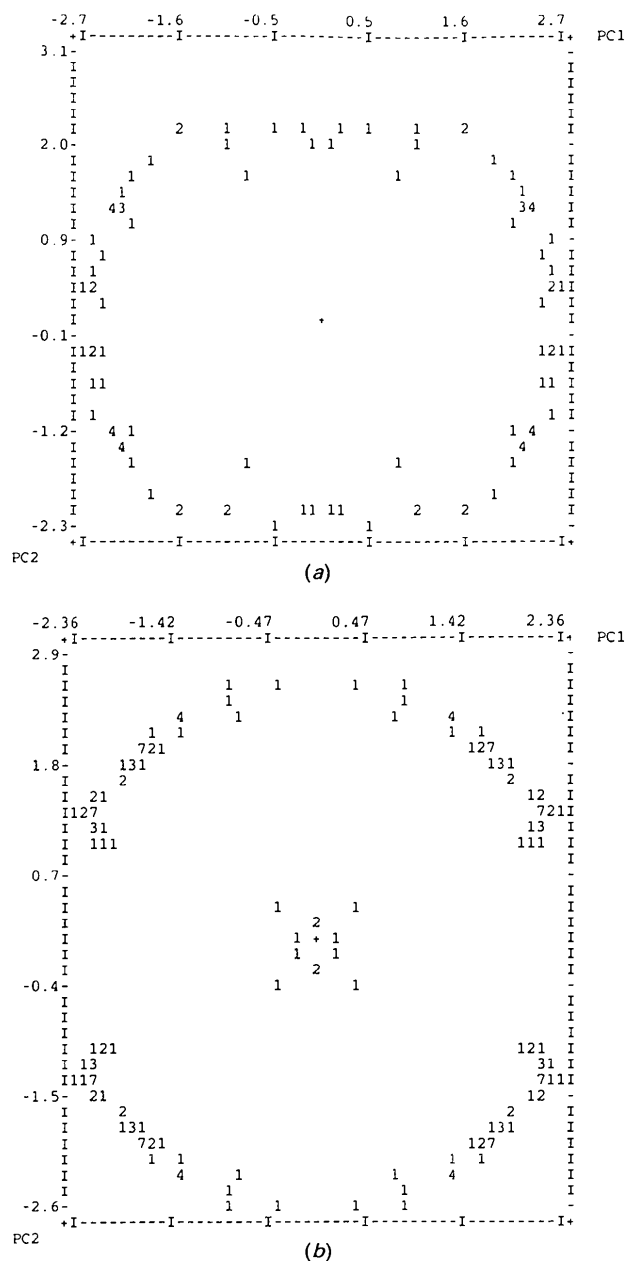 -2.7 -1.6 -0.5 0.5 1.6 2.7
+I---------I---------I---------I---------I---------I+ PC1
3.1- -
I I
I I
I I
I I
I 2 1 1 1 1 1 1 2 I
2.0- 1 1 1 1 -
I 1 1 I
I 1 1 1 1 I
I 1 1 I
I 43 34 I
I 1 1 I
0.9- 1 1 -
I 1 1 I
I 1 1 I
I12 21I
I 1 1 I
I + I
-0.1- -
I121 121I
I I
I 11 11 I
I I
I 1 1 I
-1.2- 4 1 1 4 -
I 4 4 I
I 1 1 1 1 I
I I
I 1 1 I
I 2 2 11 11 2 2 I
-2.3- 1 1 -
+I---------I---------I---------I---------I---------I+
PC2
(a)
-2.36 -1.42 -0.47 0.47 1.42 2.36
+I---------I---------I---------I---------I---------I+ PC1
2.9- -
I I
I 1 1 1 1 I
I 1 1 I
I 4 1 1 4 I
I 1 1 1 1 I
I 721 127 I
1.8- 131 131 -
I 2 2 I
I 21 12 I
I127 721I
I 31 13 I
I 111 111 I
I I
0.7- -
I I
I 1 1 I
I 2 I
I 1 + 1 I
I 1 1 I
I 2 I
-0.4- 1 1 -
I I
I I
I I
I 121 121 I
I 13 31 I
I117 711I
-1.5- 21 12 -
I 2 2 I
I 131 131 I
I 721 127 I
I 1 1 1 1 I
I 4 1 1 4 I
I 1 1 I
-2.6- 1 1 1 1 -
+I---------I---------I---------I---------I---------I+
PC2
(b)